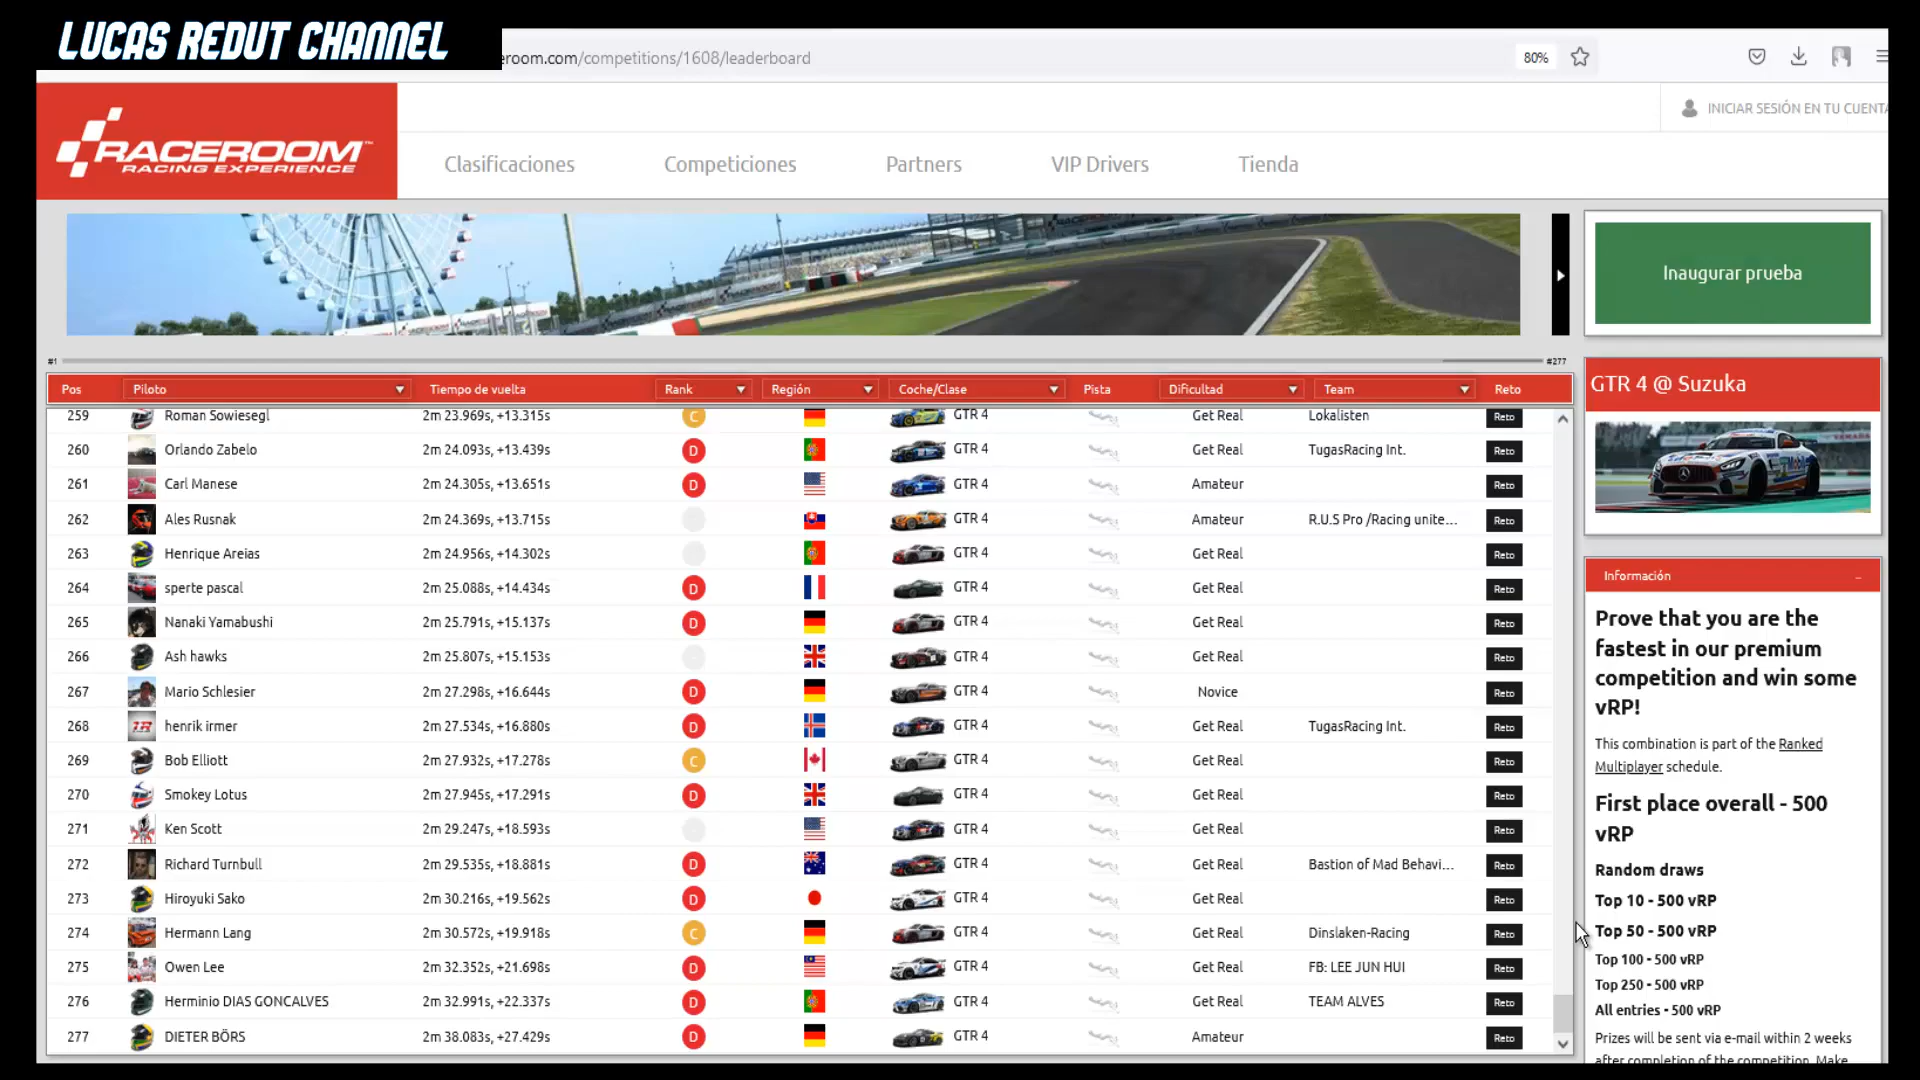 LUCAS REDUT CHANNEL
eroom.com/competitions/1608/leaderboard
80%
INICIAR SESIÓN EN TU CUENTA
RACEROOM™
RACING EXPERIENCE
Clasificaciones Competiciones Partners VIP Drivers Tienda
Inaugurar prueba
#1 #277
Pos Piloto Tiempo de vuelta Rank Región Coche/Clase Pista Dificultad Team Reto
259 Roman Sowiesegl 2m 23.969s, +13.315s C GTR 4 Get Real Lokalisten Reto
260 Orlando Zabelo 2m 24.093s, +13.439s D GTR 4 Get Real TugasRacing Int. Reto
261 Carl Manese 2m 24.305s, +13.651s D GTR 4 Amateur Reto
262 Ales Rusnak 2m 24.369s, +13.715s GTR 4 Amateur R.U.S Pro /Racing unite... Reto
263 Henrique Areias 2m 24.956s, +14.302s GTR 4 Get Real Reto
264 sperte pascal 2m 25.088s, +14.434s D GTR 4 Get Real Reto
265 Nanaki Yamabushi 2m 25.791s, +15.137s D GTR 4 Get Real Reto
266 Ash hawks 2m 25.807s, +15.153s GTR 4 Get Real Reto
267 Mario Schlesier 2m 27.298s, +16.644s D GTR 4 Novice Reto
268 henrik irmer 2m 27.534s, +16.880s D GTR 4 Get Real TugasRacing Int. Reto
269 Bob Elliott 2m 27.932s, +17.278s C GTR 4 Get Real Reto
270 Smokey Lotus 2m 27.945s, +17.291s D GTR 4 Get Real Reto
271 Ken Scott 2m 29.247s, +18.593s GTR 4 Get Real Reto
272 Richard Turnbull 2m 29.535s, +18.881s D GTR 4 Get Real Bastion of Mad Behavi... Reto
273 Hiroyuki Sako 2m 30.216s, +19.562s D GTR 4 Get Real Reto
274 Hermann Lang 2m 30.572s, +19.918s C GTR 4 Get Real Dinslaken-Racing Reto
275 Owen Lee 2m 32.352s, +21.698s D GTR 4 Get Real FB: LEE JUN HUI Reto
276 Herminio DIAS GONCALVES 2m 32.991s, +22.337s D GTR 4 Get Real TEAM ALVES Reto
277 DIETER BÖRS 2m 38.083s, +27.429s D GTR 4 Amateur Reto
GTR 4 @ Suzuka
Información
Prove that you are the
fastest in our premium
competition and win some
vRP!
This combination is part of the Ranked
Multiplayer schedule.
First place overall - 500
vRP
Random draws
Top 10 - 500 vRP
Top 50 - 500 vRP
Top 100 - 500 vRP
Top 250 - 500 vRP
All entries - 500 vRP
Prizes will be sent via e-mail within 2 weeks
after completion of the competition. Make